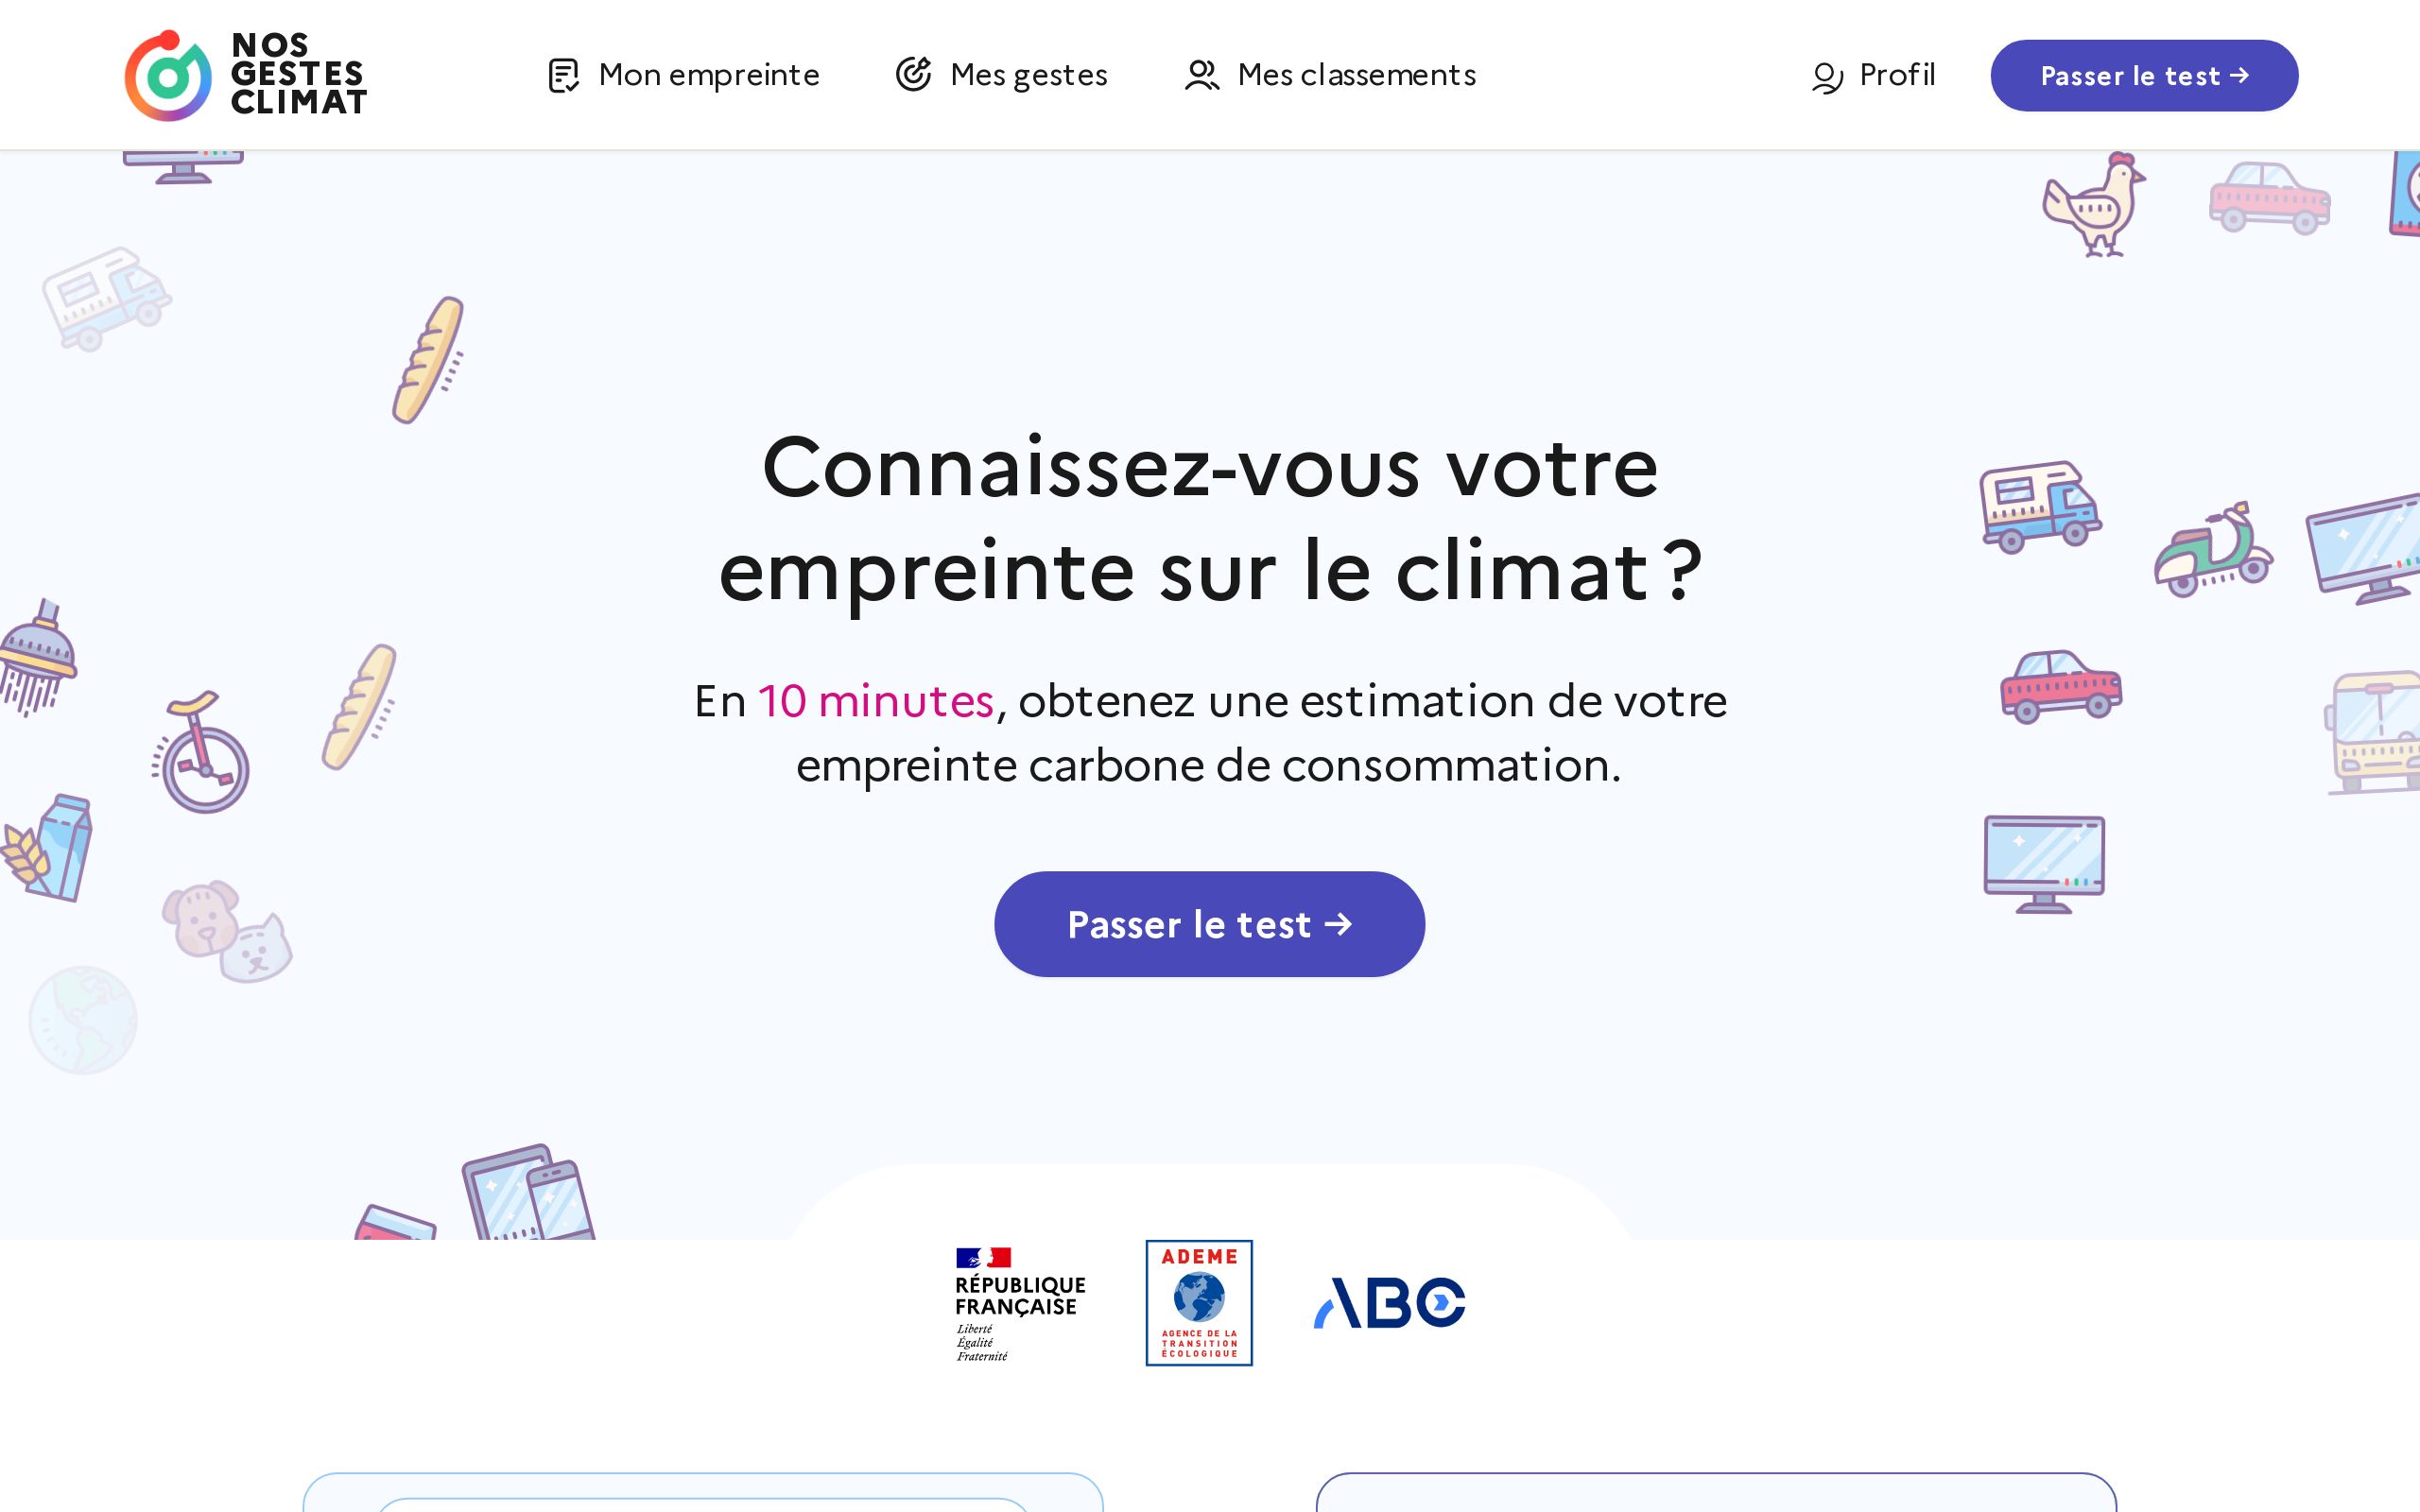 NOS
GESTES
CLIMAT
Mon empreinte
Mes gestes
Mes classements
Profil
Passer le test →
Connaissez-vous votre
empreinte sur le climat ?
En 10 minutes, obtenez une estimation de votre
empreinte carbone de consommation.
Passer le test →
RÉPUBLIQUE
FRANÇAISE
Liberté
Égalité
Fraternité
ADEME
AGENCE DE LA
TRANSITION
ÉCOLOGIQUE
ABC